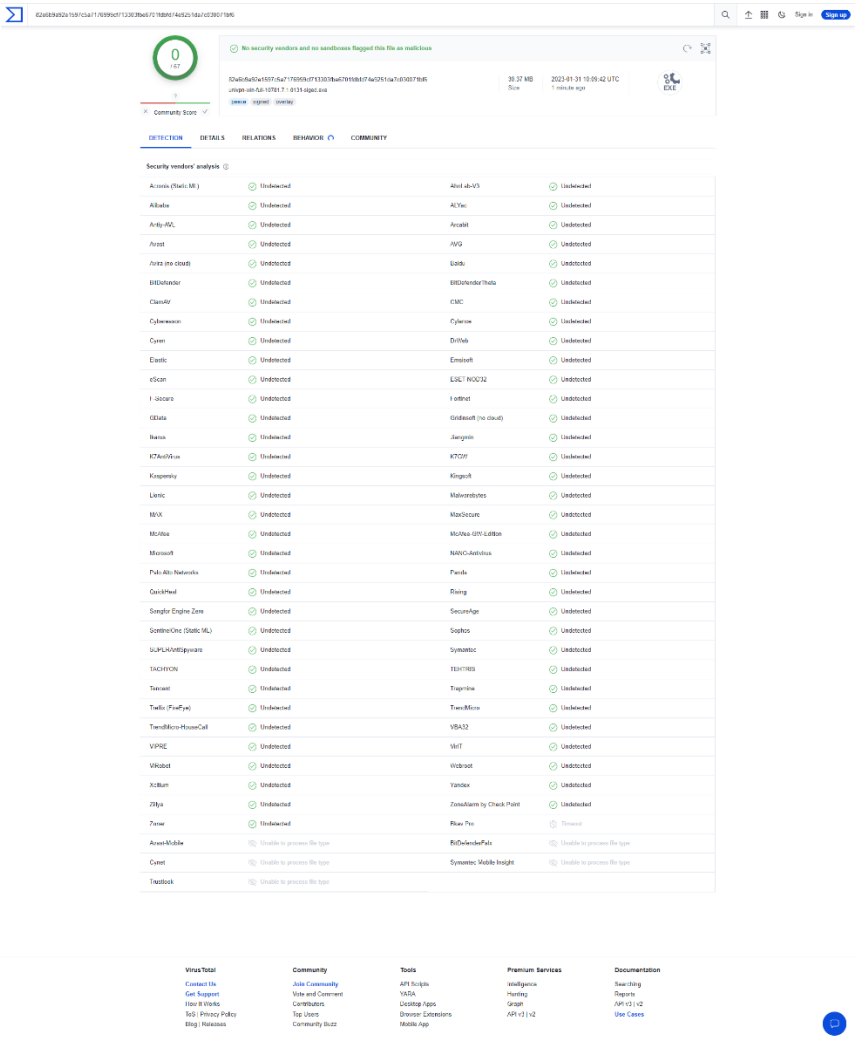 Sign in Sign up
0
/ 67
?
Community Score
No security vendors and no sandboxes flagged this file as malicious
peexe signed overlay
Size
2023-01-31 10:09:42 UTC
1 minute ago
EXE
DETECTION DETAILS RELATIONS BEHAVIOR COMMUNITY
Security vendors' analysis
Acronis (Static ML) Undetected AhnLab-V3 Undetected
Alibaba Undetected ALYac Undetected
Antiy-AVL Undetected Arcabit Undetected
Avast Undetected AVG Undetected
Avira (no cloud) Undetected Baidu Undetected
BitDefender Undetected BitDefenderTheta Undetected
ClamAV Undetected CMC Undetected
Cybereason Undetected Cylance Undetected
Cyren Undetected DrWeb Undetected
Elastic Undetected Emsisoft Undetected
eScan Undetected ESET-NOD32 Undetected
F-Secure Undetected Fortinet Undetected
GData Undetected Gridinsoft (no cloud) Undetected
Ikarus Undetected Jiangmin Undetected
K7AntiVirus Undetected K7GW Undetected
Kaspersky Undetected Kingsoft Undetected
Lionic Undetected Malwarebytes Undetected
MAX Undetected MaxSecure Undetected
McAfee Undetected McAfee-GW-Edition Undetected
Microsoft Undetected NANO-Antivirus Undetected
Palo Alto Networks Undetected Panda Undetected
QuickHeal Undetected Rising Undetected
Sangfor Engine Zero Undetected SecureAge Undetected
SentinelOne (Static ML) Undetected Sophos Undetected
SUPERAntiSpyware Undetected Symantec Undetected
TACHYON Undetected TEHTRIS Undetected
Tencent Undetected Trapmine Undetected
Trellix (FireEye) Undetected TrendMicro Undetected
TrendMicro-HouseCall Undetected VBA32 Undetected
VIPRE Undetected VirIT Undetected
ViRobot Undetected Webroot Undetected
Xcitium Undetected Yandex Undetected
Zillya Undetected ZoneAlarm by Check Point Undetected
Zoner Undetected Bkav Pro Timeout
Avast-Mobile Unable to process file type BitDefenderFalx Unable to process file type
Cynet Unable to process file type Symantec Mobile Insight Unable to process file type
Trustlook Unable to process file type
VirusTotal Community Tools Premium Services Documentation
Contact Us Join Community API Scripts Intelligence Searching
Get Support Vote and Comment YARA Hunting Reports
How It Works Contributors Desktop Apps Graph API v3 | v2
ToS | Privacy Policy Top Users Browser Extensions API v3 | v2 Use Cases
Blog | Releases Community Buzz Mobile App